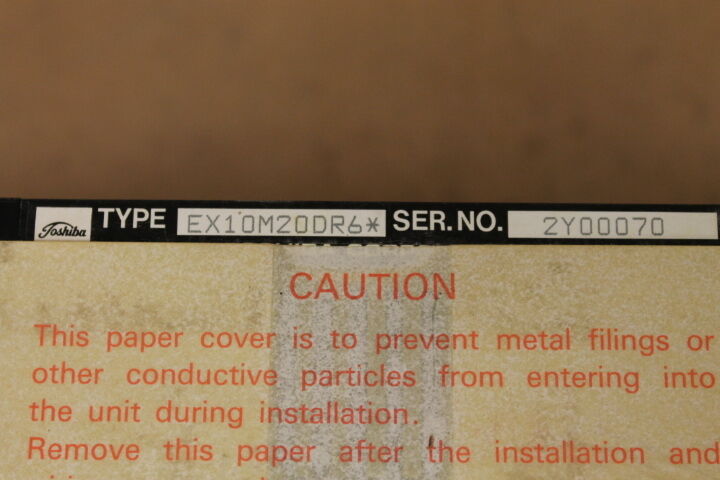 Toshiba TYPE EX10M20DR6* SER.NO. 2Y00070
CAUTION
This paper cover is to prevent metal filings or
other conductive particles from entering into
the unit during installation.
Remove this paper after the installation and